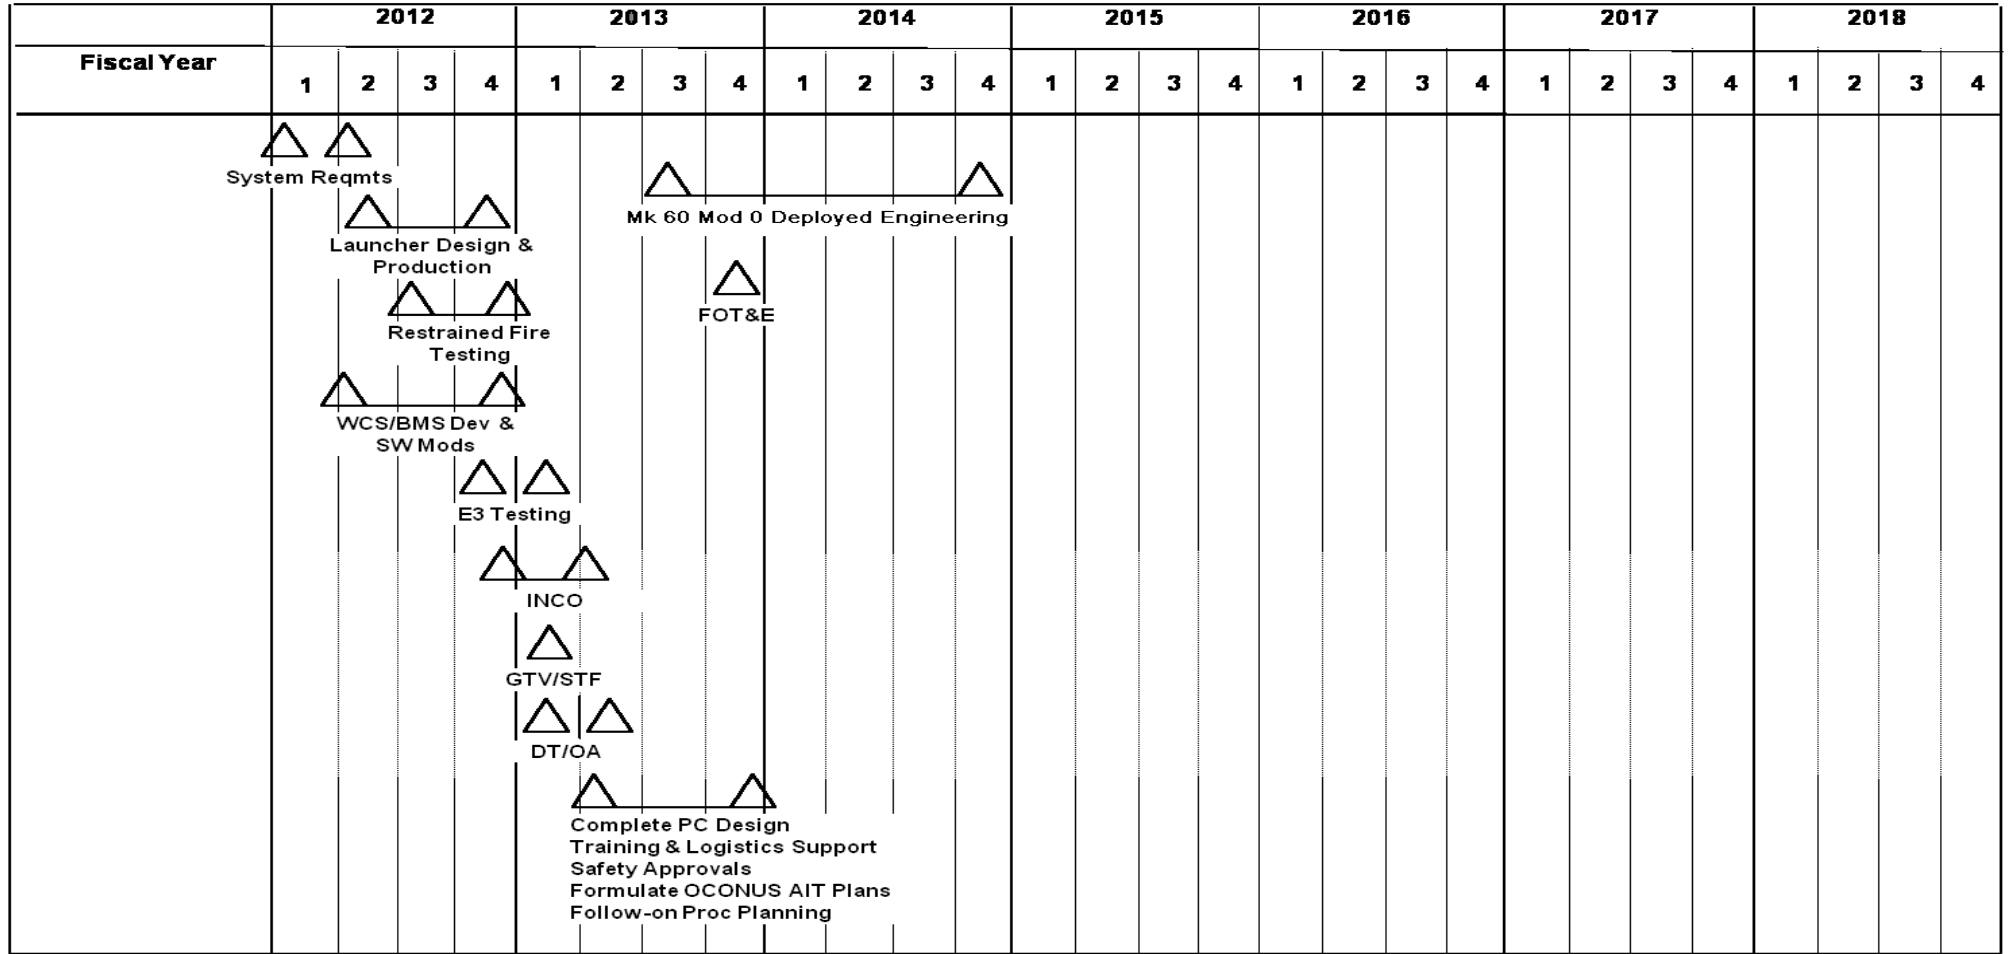 2012 2013 2014 2015 2016 2017 2018
Fiscal Year
1 2 3 4 1 2 3 4 1 2 3 4 1 2 3 4 1 2 3 4 1 2 3 4 1 2 3 4
System Reqmts
Mk 60 Mod 0 Deployed Engineering
Launcher Design &
Production
FOT&E
Restrained Fire
Testing
WCS/BMS Dev &
SW Mods
E3 Testing
INCO
GTV/STF
DT/OA
Complete PC Design
Training & Logistics Support
Safety Approvals
Formulate OCONUS AIT Plans
Follow-on Proc Planning